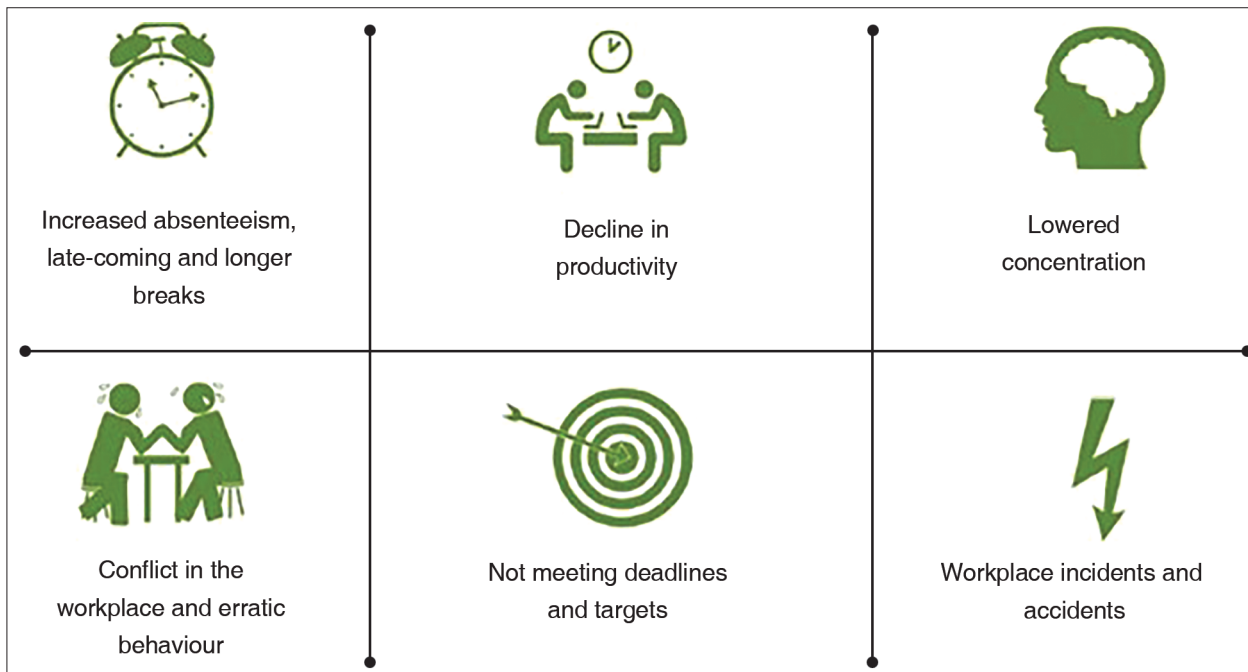 Increased absenteeism,
late-coming and longer
breaks
Decline in
productivity
Lowered
concentration
Conflict in the
workplace and erratic
behaviour
Not meeting deadlines
and targets
Workplace incidents and
accidents